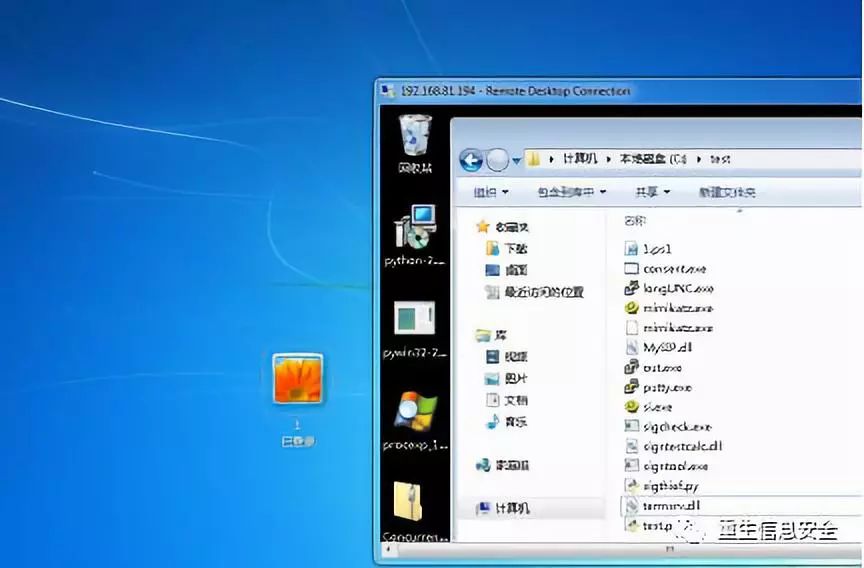 192.168.81.194 - Remote Desktop Connection
回收站
计算机 本地磁盘 (C:) test
组织 包含到库中 共享 新建文件夹
python-2....
pywin32-2...
procexp_1...
Concurren...
收藏夹
下载
桌面
最近访问的位置
库
视频
图片
文档
音乐
家庭组
计算机
名称
1.ps1
consent.exe
longUNC.exe
mimikatz.exe
mimikatz.exe
out.exe
putty.exe
si.exe
sigcheck.exe
signtestcalc.dll
signtool.exe
sigthief.py
termsrv.dll
1
已登录
重生信息安全